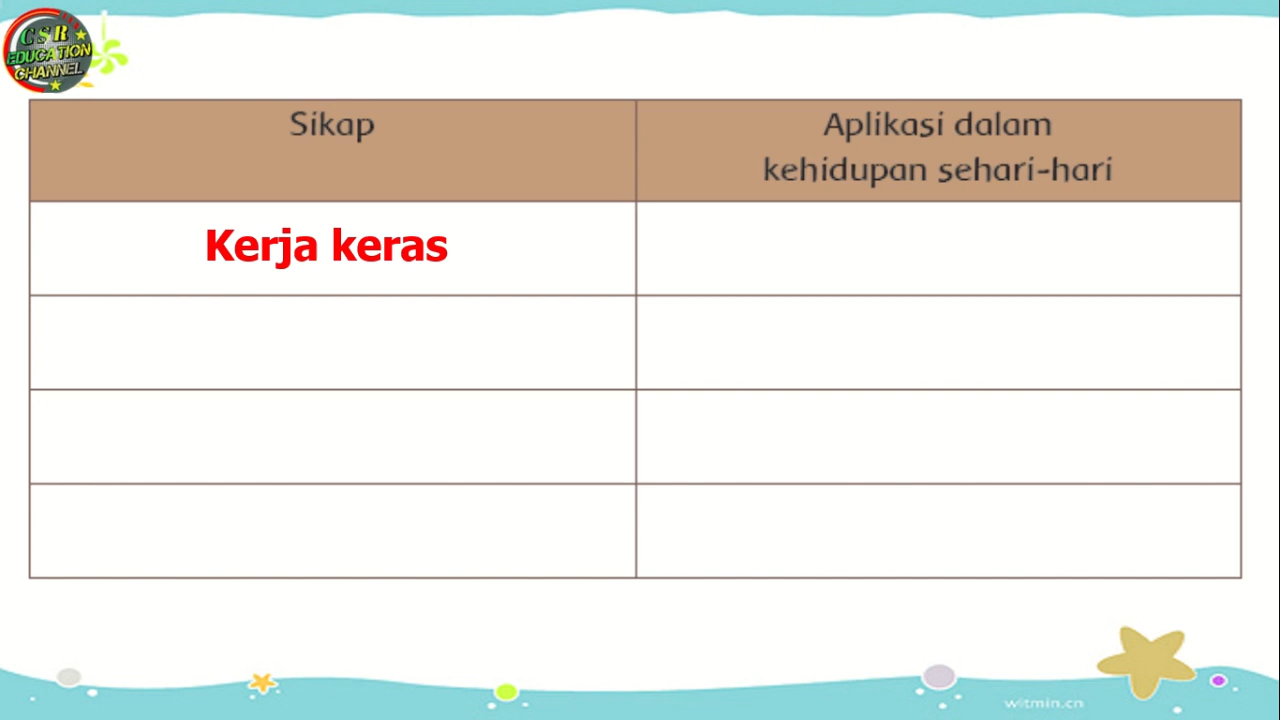 CSR
EDUCATION
CHANNEL
Sikap
Aplikasi dalam
kehidupan sehari-hari
Kerja keras
witmin.cn